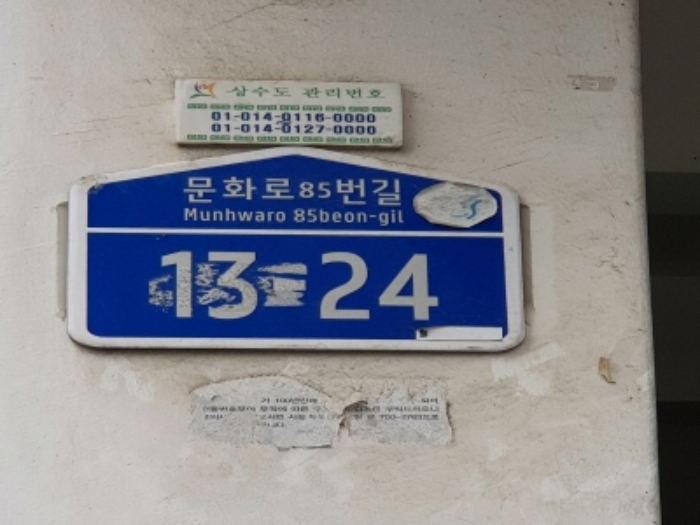 상수도 관리번호
01-014-0116-0000
01-014-0127-0000
문화로85번길
Munhwaro 85beon-gil
13-24